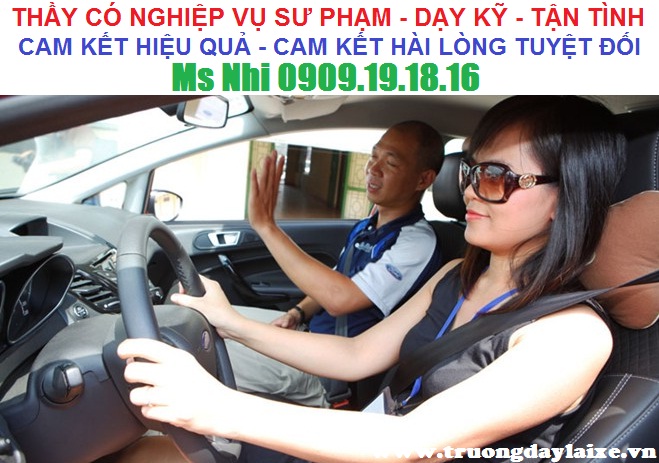 THẦY CÓ NGHIỆP VỤ SƯ PHẠM - DẠY KỸ - TẬN TÌNH
CAM KẾT HIỆU QUẢ - CAM KẾT HÀI LÒNG TUYỆT ĐỐI
Ms Nhi 0909.19.18.16
www.truongdaylaixe.vn